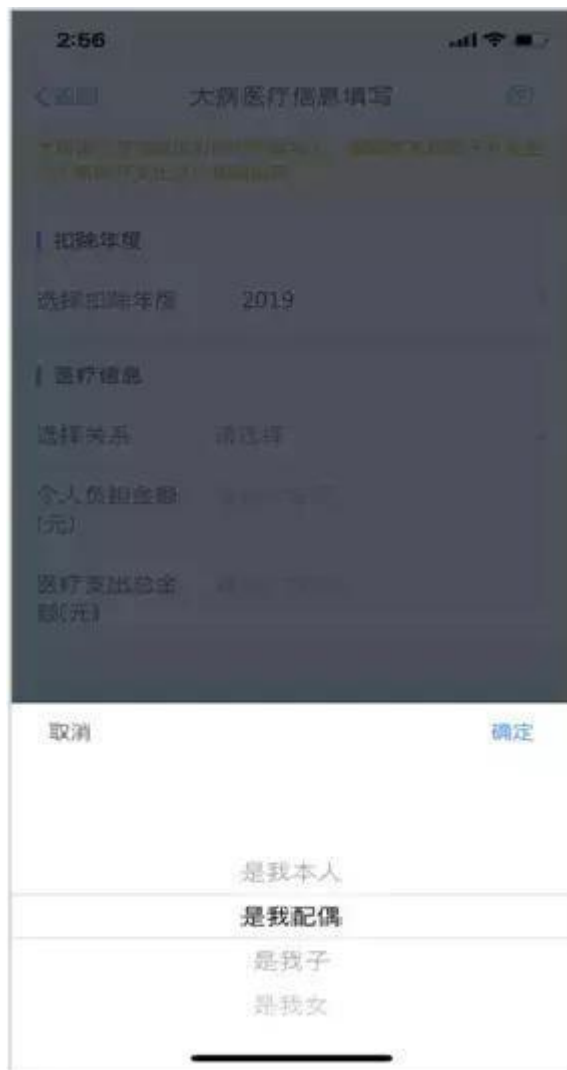 2:56
返回
大病医疗信息填写
扣除年度
选择扣除年度
2019
医疗信息
选择关系
请选择
个人负担金额
(元)
医疗支出总金
额(元)
取消
确定
是我本人
是我配偶
是我子
是我女